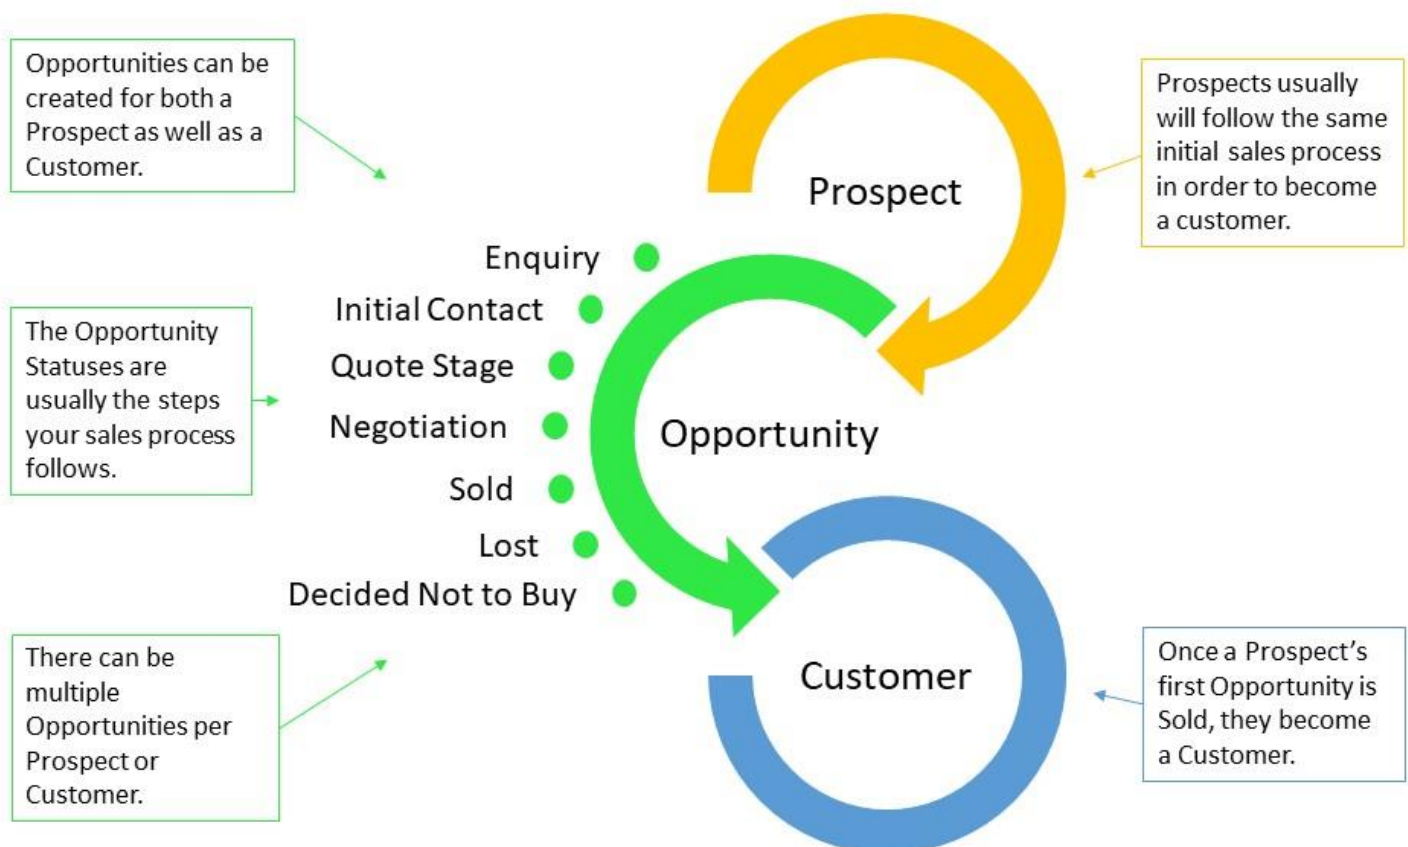 Opportunities can be
created for both a
Prospect as well as a
Customer.
Prospects usually
will follow the same
initial sales process
in order to become
a customer.
Prospect
Enquiry
Initial Contact
Quote Stage
Negotiation
Sold
Lost
Decided Not to Buy
The Opportunity
Statuses are
usually the steps
your sales process
follows.
Opportunity
There can be
multiple
Opportunities per
Prospect or
Customer.
Customer
Once a Prospect’s
first Opportunity is
Sold, they become
a Customer.